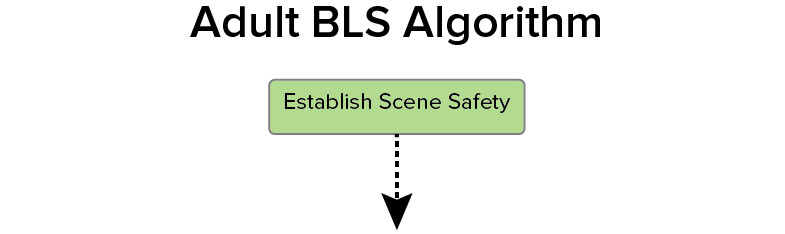 Adult BLS Algorithm
Establish Scene Safety